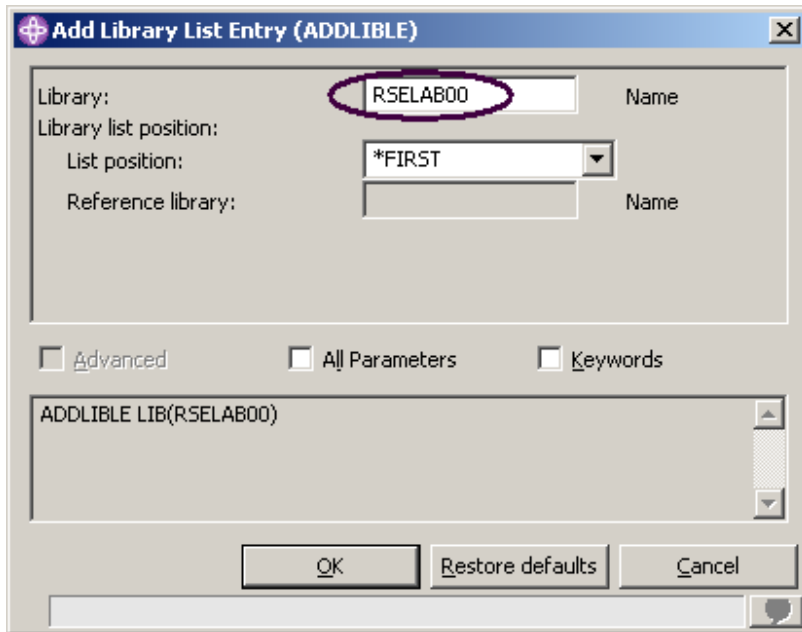 Add Library List Entry (ADDLIBLE)
Library: RSELAB00 Name
Library list position:
List position: *FIRST
Reference library: Name
Advanced All Parameters Keywords
ADDLIBLE LIB(RSELAB00)
OK Restore defaults Cancel